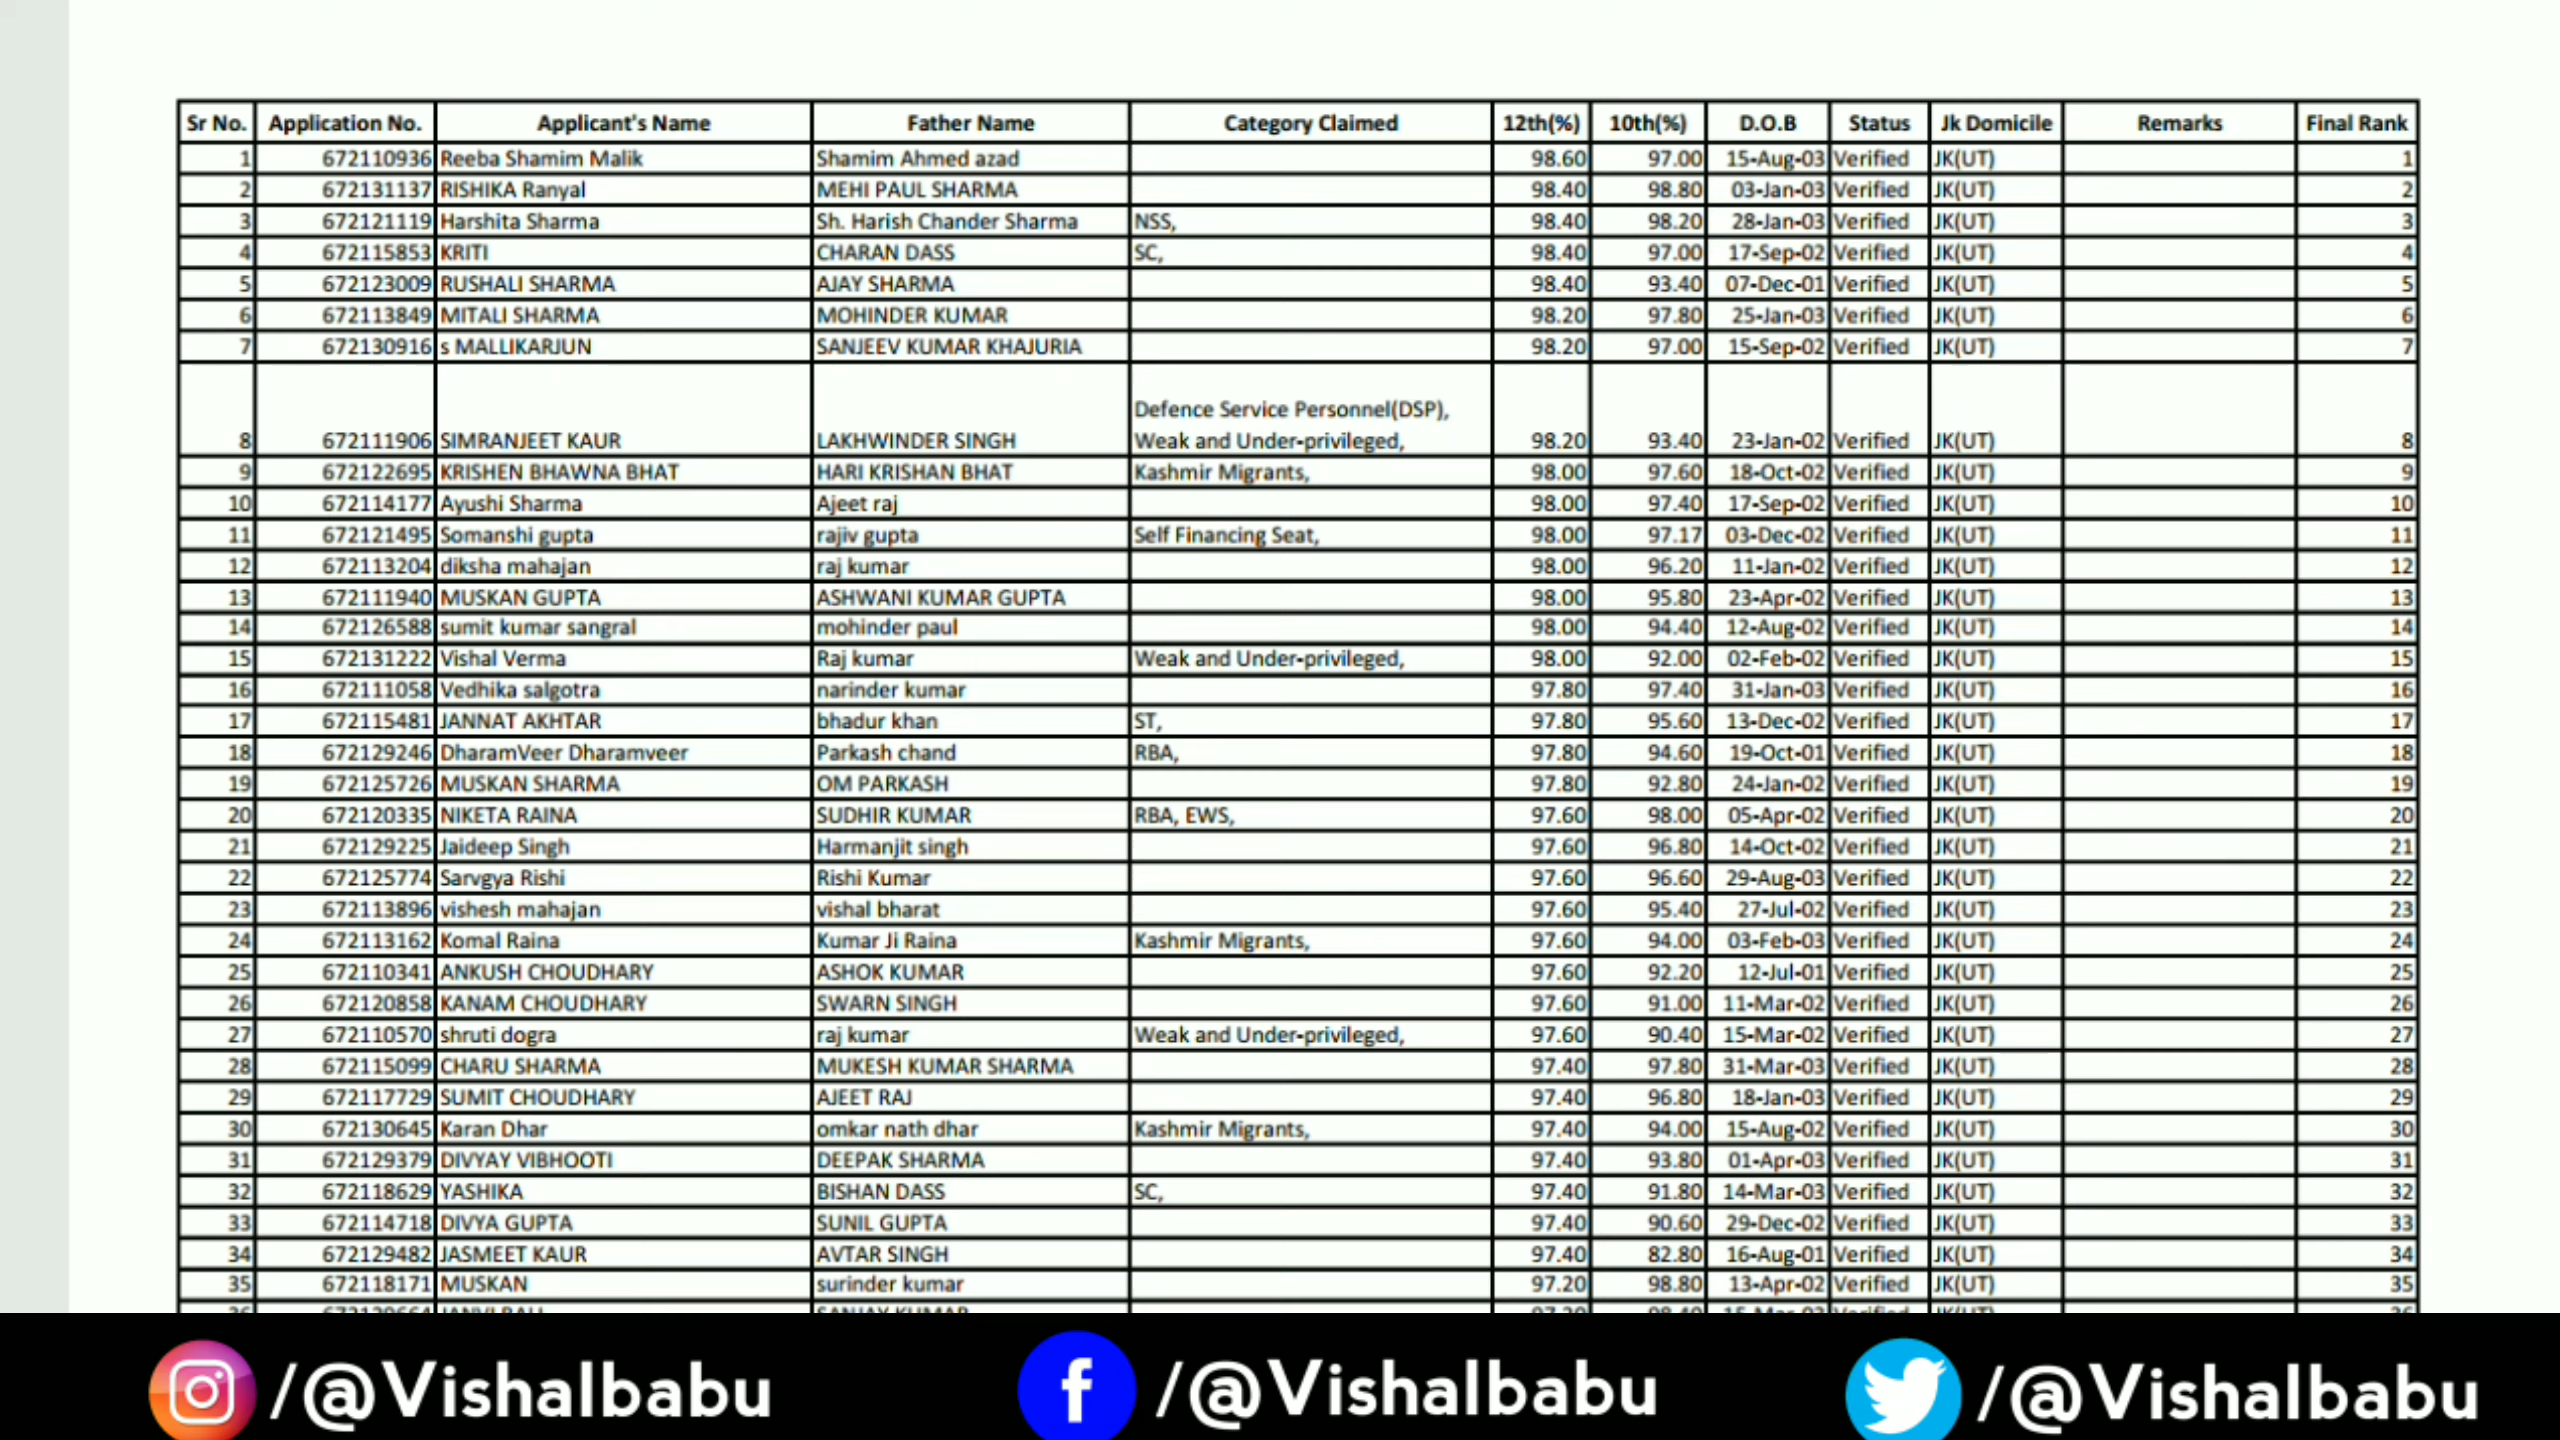 Sr No. Application No. Applicant's Name Father Name Category Claimed 12th(%) 10th(%) D.O.B Status Jk Domicile Remarks Final Rank
1 672110936 Reeba Shamim Malik Shamim Ahmed azad 98.60 97.00 15-Aug-03 Verified JK(UT) 1
2 672131137 RISHIKA Ranyal MEHI PAUL SHARMA 98.40 98.80 03-Jan-03 Verified JK(UT) 2
3 672121119 Harshita Sharma Sh. Harish Chander Sharma NSS, 98.40 98.20 28-Jan-03 Verified JK(UT) 3
4 672115853 KRITI CHARAN DASS SC, 98.40 97.00 17-Sep-02 Verified JK(UT) 4
5 672123009 RUSHALI SHARMA AJAY SHARMA 98.40 93.40 07-Dec-01 Verified JK(UT) 5
6 672113849 MITALI SHARMA MOHINDER KUMAR 98.20 97.80 25-Jan-03 Verified JK(UT) 6
7 672130916 s MALLIKARJUN SANJEEV KUMAR KHAJURIA 98.20 97.00 15-Sep-02 Verified JK(UT) 7
Defence Service Personnel(DSP),
8 672111906 SIMRANJEET KAUR LAKHWINDER SINGH Weak and Under-privileged, 98.20 93.40 23-Jan-02 Verified JK(UT) 8
9 672122695 KRISHEN BHAWNA BHAT HARI KRISHAN BHAT Kashmir Migrants, 98.00 97.60 18-Oct-02 Verified JK(UT) 9
10 672114177 Ayushi Sharma Ajeet raj 98.00 97.40 17-Sep-02 Verified JK(UT) 10
11 672121495 Somanshi gupta rajiv gupta Self Financing Seat, 98.00 97.17 03-Dec-02 Verified JK(UT) 11
12 672113204 diksha mahajan raj kumar 98.00 96.20 11-Jan-02 Verified JK(UT) 12
13 672111940 MUSKAN GUPTA ASHWANI KUMAR GUPTA 98.00 95.80 23-Apr-02 Verified JK(UT) 13
14 672126588 sumit kumar sangral mohinder paul 98.00 94.40 12-Aug-02 Verified JK(UT) 14
15 672131222 Vishal Verma Raj kumar Weak and Under-privileged, 98.00 92.00 02-Feb-02 Verified JK(UT) 15
16 672111058 Vedhika salgotra narinder kumar 97.80 97.40 31-Jan-03 Verified JK(UT) 16
17 672115481 JANNAT AKHTAR bhadur khan ST, 97.80 95.60 13-Dec-02 Verified JK(UT) 17
18 672129246 DharamVeer Dharamveer Parkash chand RBA, 97.80 94.60 19-Oct-01 Verified JK(UT) 18
19 672125726 MUSKAN SHARMA OM PARKASH 97.80 92.80 24-Jan-02 Verified JK(UT) 19
20 672120335 NIKETA RAINA SUDHIR KUMAR RBA, EWS, 97.60 98.00 05-Apr-02 Verified JK(UT) 20
21 672129225 Jaideep Singh Harmanjit singh 97.60 96.80 14-Oct-02 Verified JK(UT) 21
22 672125774 Sarvgya Rishi Rishi Kumar 97.60 96.60 29-Aug-03 Verified JK(UT) 22
23 672113896 vishesh mahajan vishal bharat 97.60 95.40 27-Jul-02 Verified JK(UT) 23
24 672113162 Komal Raina Kumar Ji Raina Kashmir Migrants, 97.60 94.00 03-Feb-03 Verified JK(UT) 24
25 672110341 ANKUSH CHOUDHARY ASHOK KUMAR 97.60 92.20 12-Jul-01 Verified JK(UT) 25
26 672120858 KANAM CHOUDHARY SWARN SINGH 97.60 91.00 11-Mar-02 Verified JK(UT) 26
27 672110570 shruti dogra raj kumar Weak and Under-privileged, 97.60 90.40 15-Mar-02 Verified JK(UT) 27
28 672115099 CHARU SHARMA MUKESH KUMAR SHARMA 97.40 97.80 31-Mar-03 Verified JK(UT) 28
29 672117729 SUMIT CHOUDHARY AJEET RAJ 97.40 96.80 18-Jan-03 Verified JK(UT) 29
30 672130645 Karan Dhar omkar nath dhar Kashmir Migrants, 97.40 94.00 15-Aug-02 Verified JK(UT) 30
31 672129379 DIVYAY VIBHOOTI DEEPAK SHARMA 97.40 93.80 01-Apr-03 Verified JK(UT) 31
32 672118629 YASHIKA BISHAN DASS SC, 97.40 91.80 14-Mar-03 Verified JK(UT) 32
33 672114718 DIVYA GUPTA SUNIL GUPTA 97.40 90.60 29-Dec-02 Verified JK(UT) 33
34 672129482 JASMEET KAUR AVTAR SINGH 97.40 82.80 16-Aug-01 Verified JK(UT) 34
35 672118171 MUSKAN surinder kumar 97.20 98.80 13-Apr-02 Verified JK(UT) 35
/@Vishalbabu /@Vishalbabu /@Vishalbabu